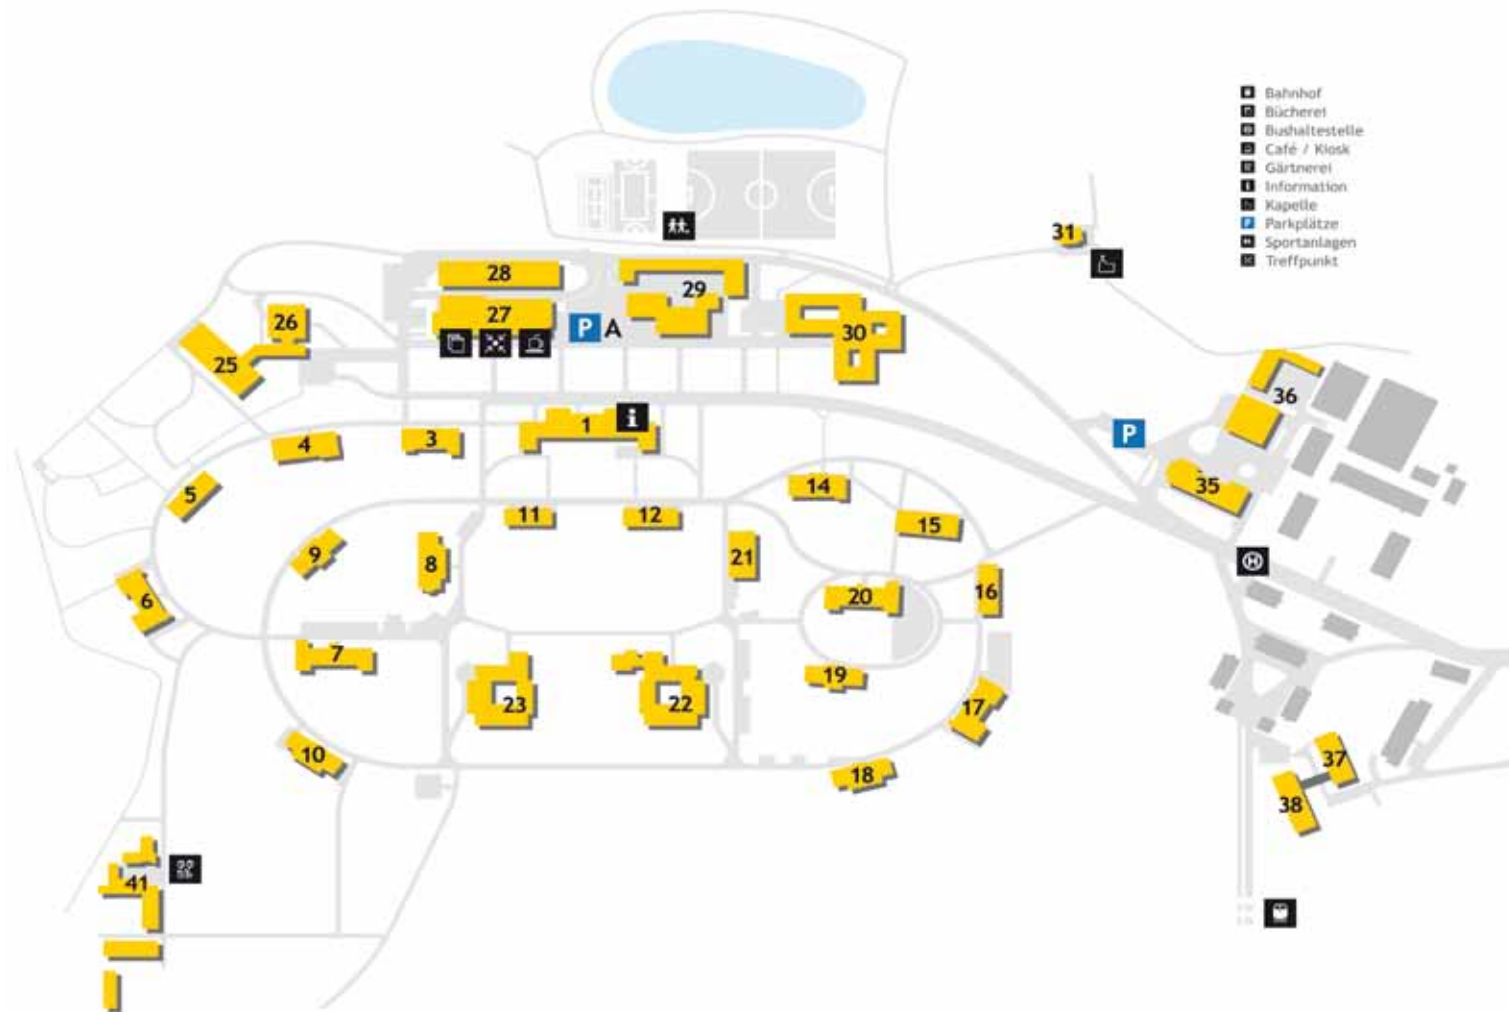 Bahnhof
Bücherei
Bushaltestelle
Café / Kiosk
Gärtnerei
i Information
Kapelle
P Parkplätze
Sportanlagen
Treffpunkt
31
28
29
27
P A
30
26
25
36
1 i
P
3
4
5
14
35
11
12
15
9
8
21
H
6
20
16
7
19
23
22
17
10
18
37
38
41